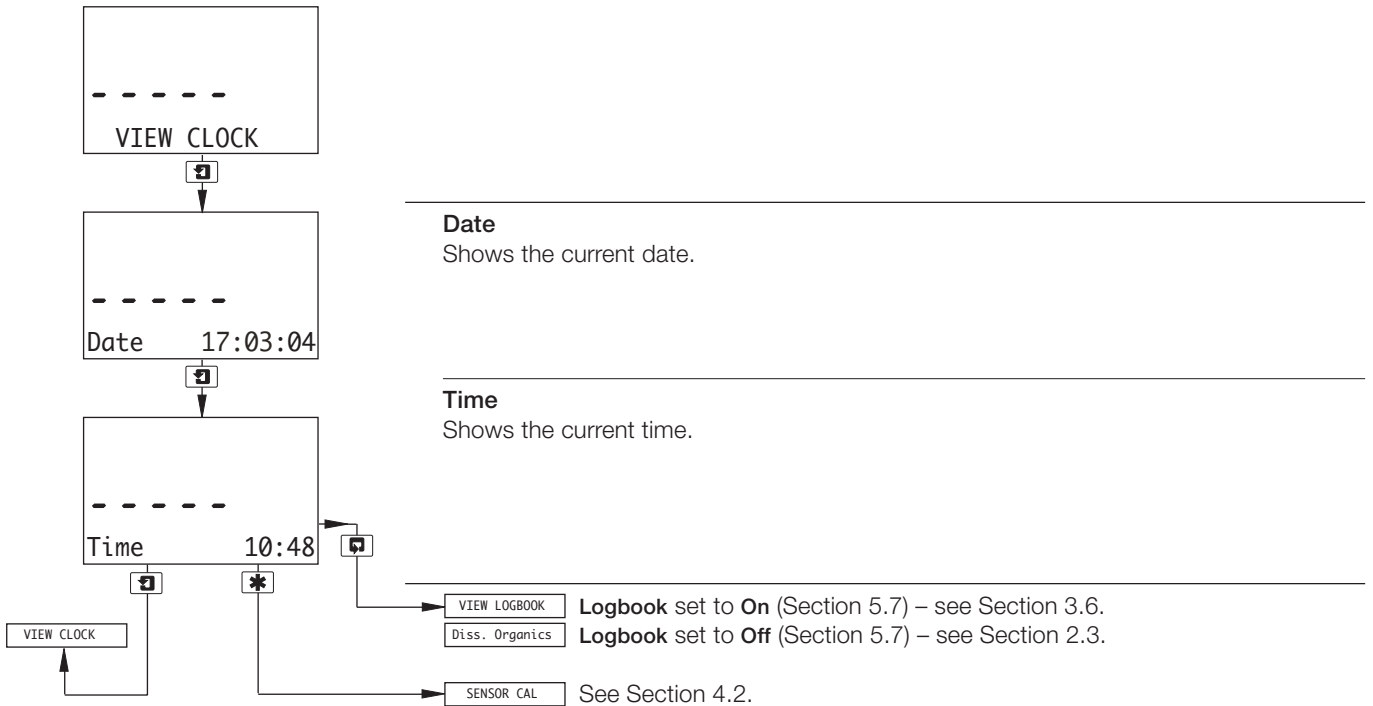 - - - - -
VIEW CLOCK
- - - - -
Date 17:03:04
Date
Shows the current date.
- - - - -
Time 10:48
Time
Shows the current time.
VIEW CLOCK
VIEW LOGBOOK Logbook set to On (Section 5.7) – see Section 3.6.
Diss. Organics Logbook set to Off (Section 5.7) – see Section 2.3.
SENSOR CAL See Section 4.2.